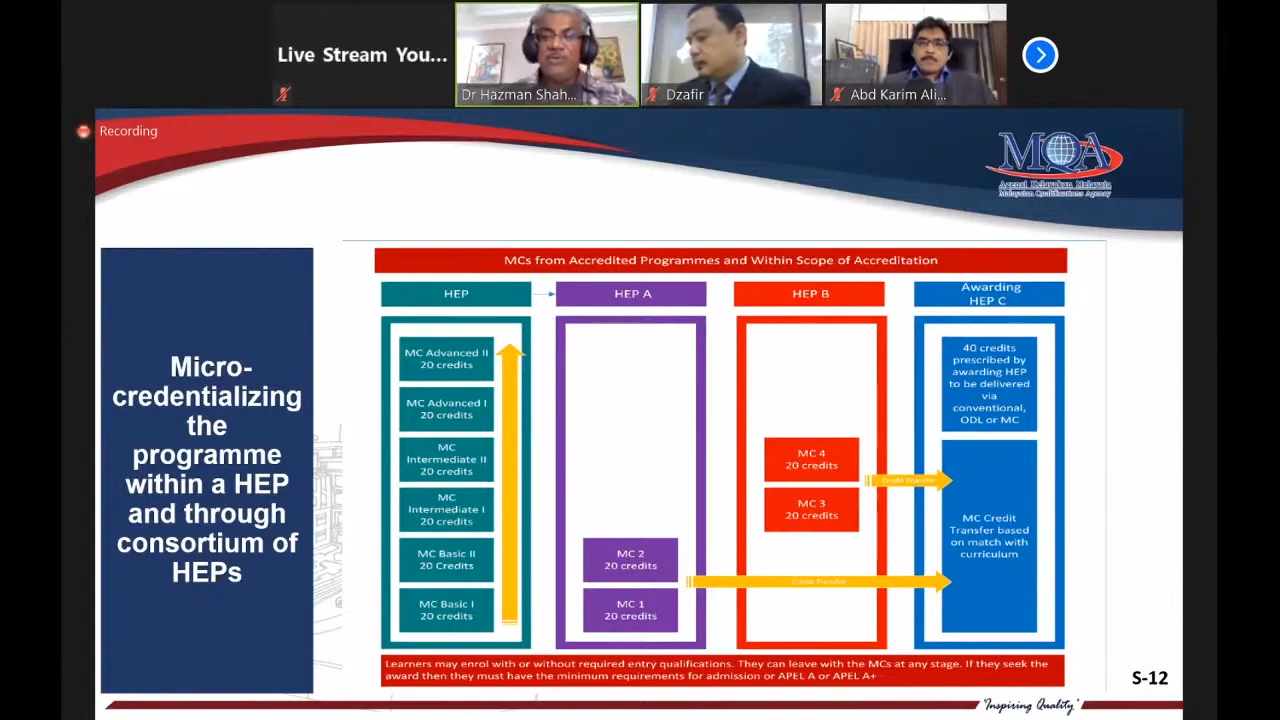 Live Stream You...
Dr Hazman Shah...
Dzafir
Abd Karim Ali...
Recording
MQA
Agensi Kelayakan Malaysia
Malaysian Qualifications Agency
Micro-
credentializing
the
programme
within a HEP
and through
consortium of
HEPs
MCs from Accredited Programmes and Within Scope of Accreditation
HEP
HEP A
HEP B
Awarding
HEP C
MC Advanced II
20 credits
MC Advanced I
20 credits
MC
Intermediate II
20 credits
MC
Intermediate I
20 credits
MC Basic II
20 Credits
MC Basic I
20 credits
MC 2
20 credits
MC 1
20 credits
MC 4
20 credits
MC 3
20 credits
Credit Transfer
Credit Transfer
40 credits
prescribed by
awarding HEP
to be delivered
via
conventional,
ODL or MC
MC Credit
Transfer based
on match with
curriculum
Learners may enrol with or without required entry qualifications. They can leave with the MCs at any stage. If they seek the
award then they must have the minimum requirements for admission or APEL A or APEL A+
S-12
"Inspiring Quality"